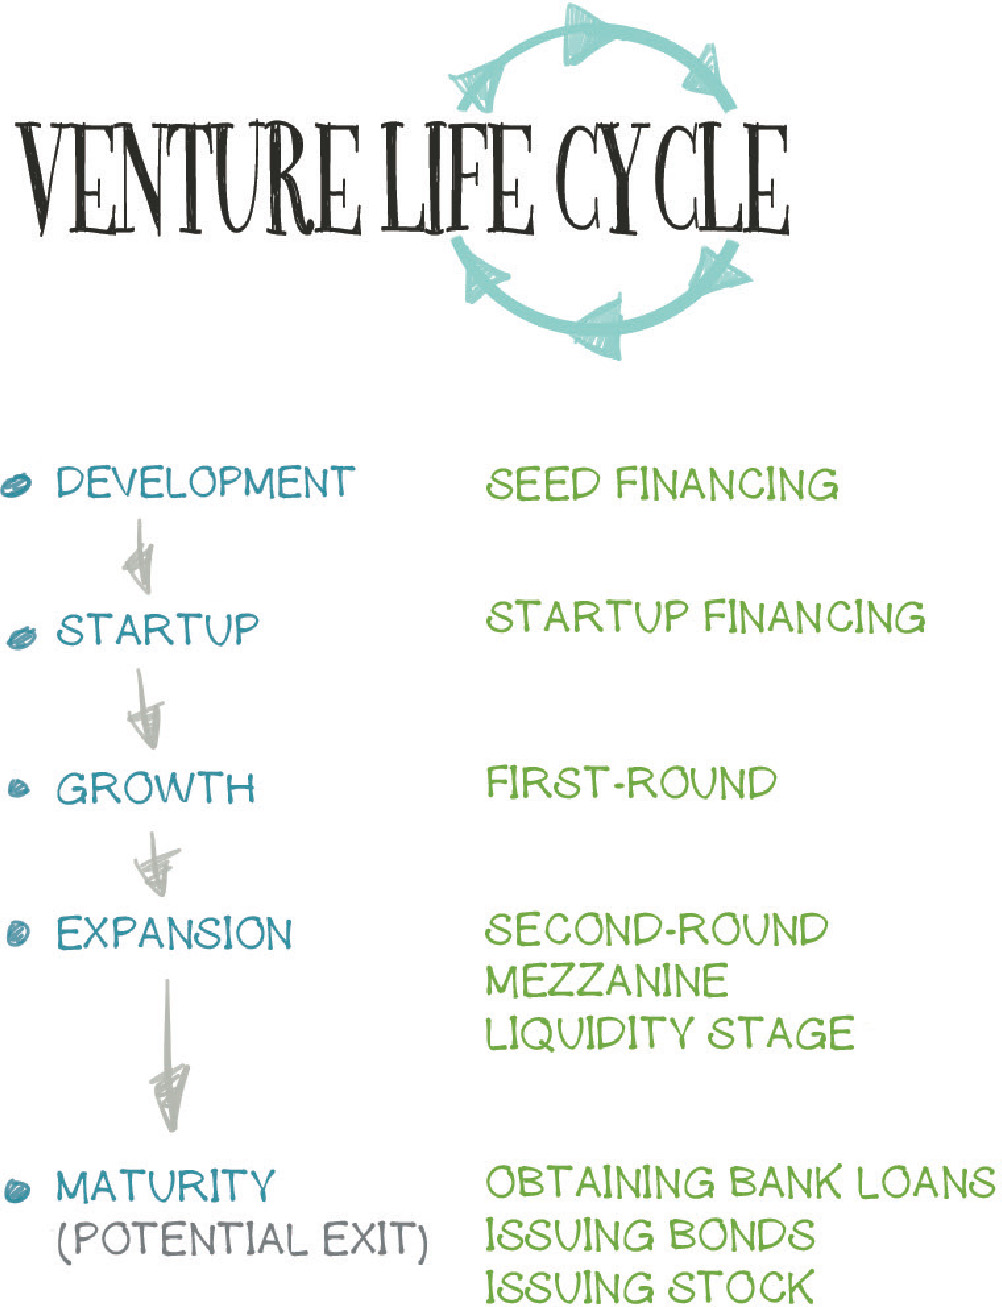 VENTURE LIFE CYCLE
DEVELOPMENT SEED FINANCING
STARTUP STARTUP FINANCING
GROWTH FIRST-ROUND
EXPANSION SECOND-ROUND
MEZZANINE
LIQUIDITY STAGE
MATURITY OBTAINING BANK LOANS
(POTENTIAL EXIT) ISSUING BONDS
ISSUING STOCK